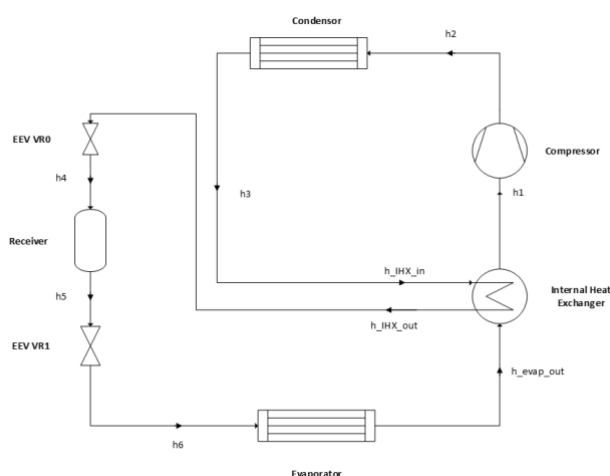 Condensor
h2
EEV VR0
Compressor
h4
h3
h1
Receiver
h_IHX_in
h5
Internal Heat
Exchanger
h_IHX_out
EEV VR1
h_evap_out
h6
Evaporator